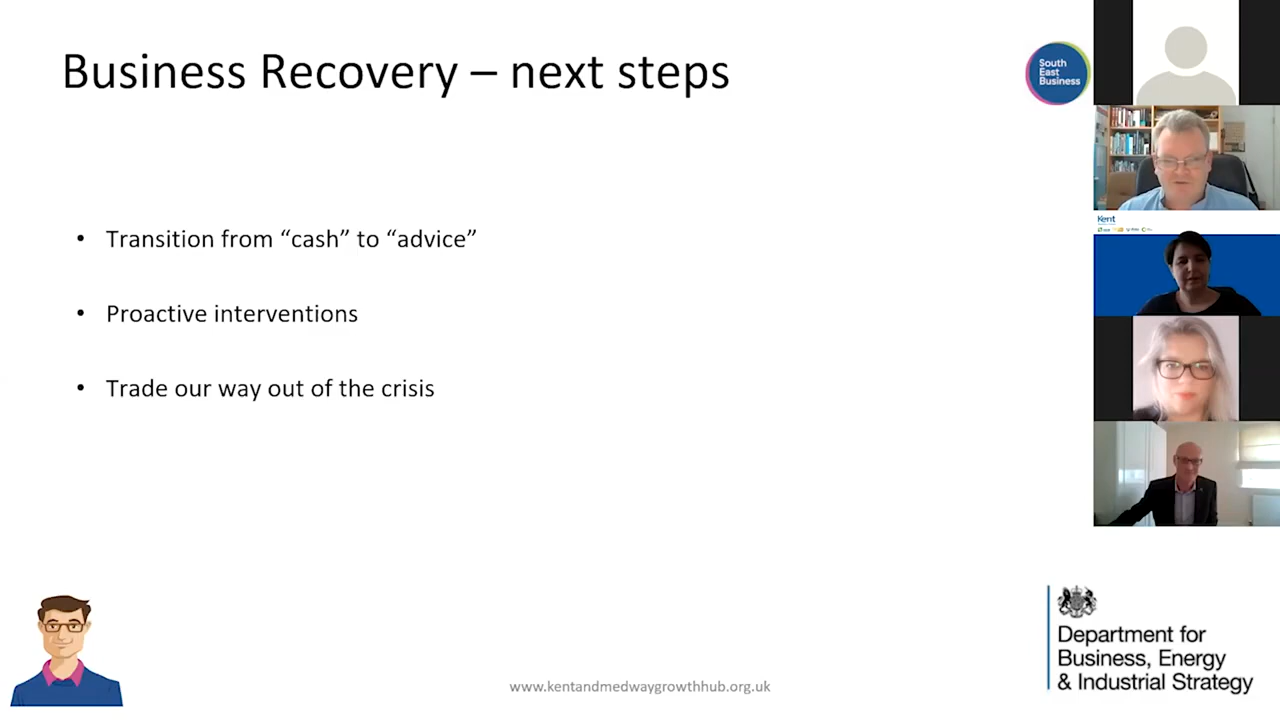 Business Recovery – next steps
South
East
Business
Kent
• Transition from “cash” to “advice”
• Proactive interventions
• Trade our way out of the crisis
Department for
Business, Energy
& Industrial Strategy
www.kentandmedwaygrowthhub.org.uk